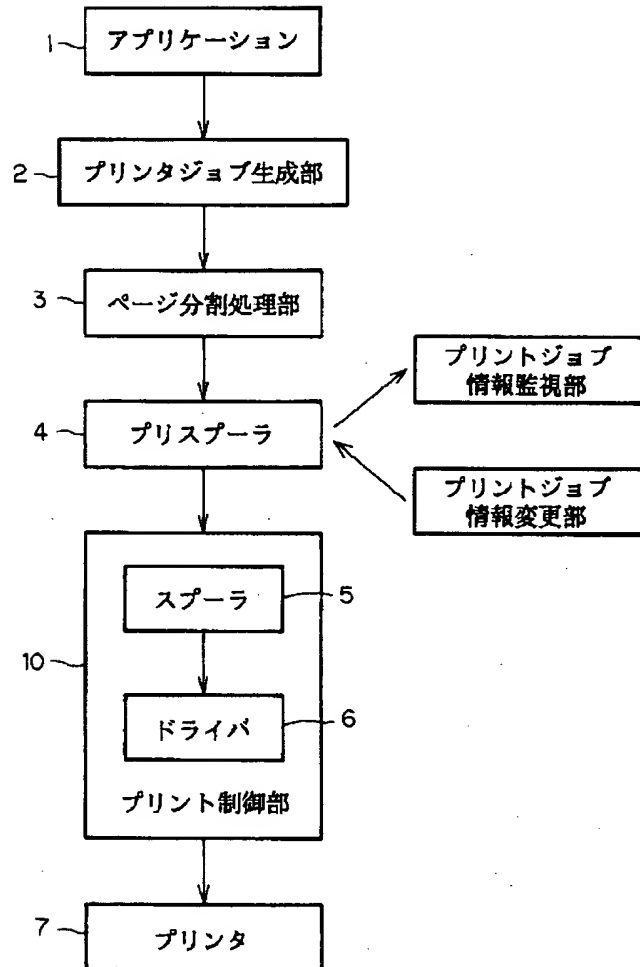 1
アプリケーション
2
プリンタジョブ生成部
3
ページ分割処理部
プリントジョブ
情報監視部
4
プリスプーラ
プリントジョブ
情報変更部
スプーラ
5
10
ドライバ
6
プリント制御部
7
プリンタ